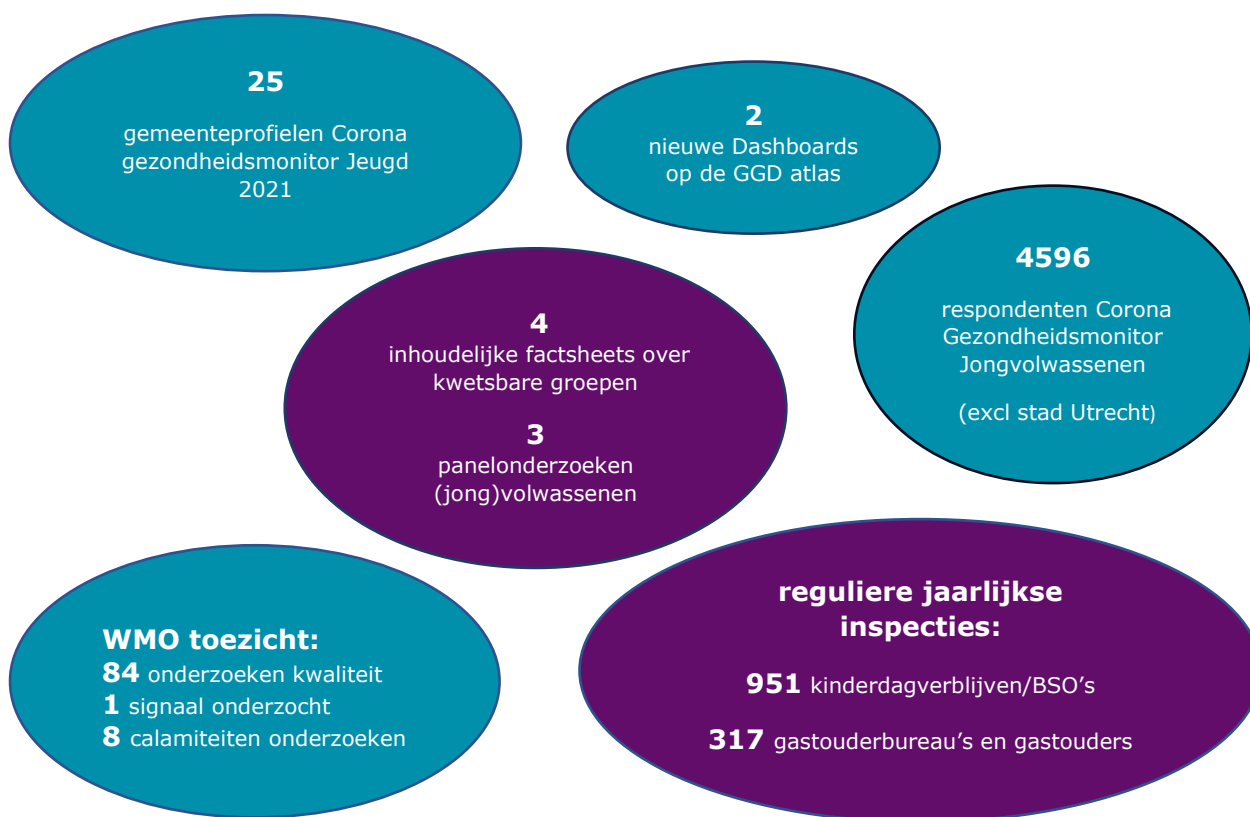 25
gemeenteprofielen Corona
gezondheidsmonitor Jeugd
2021
2
nieuwe Dashboards
op de GGD atlas
4596
respondenten Corona
Gezondheidsmonitor
Jongvolwassenen
(excl stad Utrecht)
4
inhoudelijke factsheets over
kwetsbare groepen
3
panelonderzoeken
(jong)volwassenen
WMO toezicht:
84 onderzoeken kwaliteit
1 signaal onderzocht
8 calamiteiten onderzoeken
reguliere jaarlijkse
inspecties:
951 kinderdagverblijven/BSO’s
317 gastouderbureau’s en gastouders